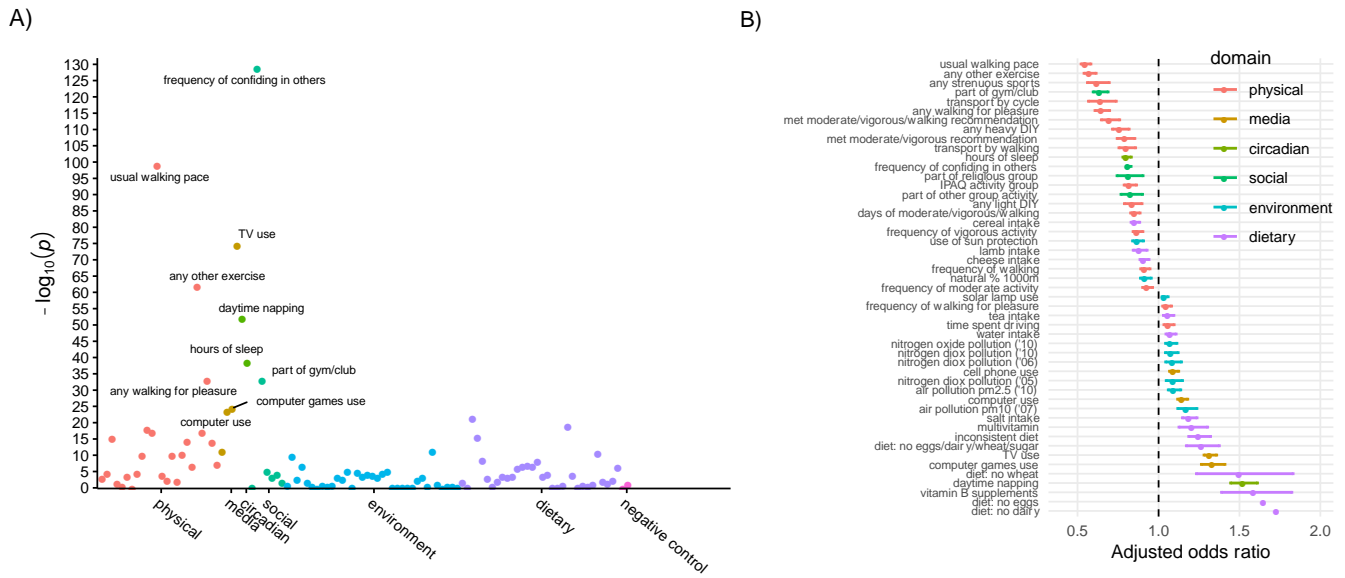 A)
B)
130
125
120
115
110
105
100
95
90
85
80
75
70
65
60
55
50
45
40
35
30
25
20
15
10
5
0
− log10(p)
frequency of confiding in others
usual walking pace
TV use
any other exercise
daytime napping
hours of sleep
part of gym/club
any walking for pleasure
computer games use
computer use
physical
media
circadian
social
environment
dietary
negative control
usual walking pace
any other exercise
any strenuous sports
part of gym/club
transport by cycle
any walking for pleasure
met moderate/vigorous/walking recommendation
any heavy DIY
met moderate/vigorous recommendation
transport by walking
hours of sleep
frequency of confiding in others
part of religious group
IPAQ activity group
part of other group activity
any light DIY
days of moderate/vigorous/walking
cereal intake
frequency of vigorous activity
use of sun protection
lamb intake
cheese intake
frequency of walking
natural % 1000m
frequency of moderate activity
solar lamp use
frequency of walking for pleasure
tea intake
time spent driving
water intake
nitrogen oxide pollution ('10)
nitrogen diox pollution ('10)
nitrogen diox pollution ('06)
cell phone use
nitrogen diox pollution ('05)
air pollution pm2.5 ('10)
computer use
air pollution pm10 ('07)
salt intake
multivitamin
inconsistent diet
diet: no eggs/dairy/wheat/sugar
TV use
computer games use
diet: no wheat
daytime napping
vitamin B supplements
diet: no eggs
diet: no dairy
0.5
1.0
1.5
2.0
Adjusted odds ratio
domain
physical
media
circadian
social
environment
dietary